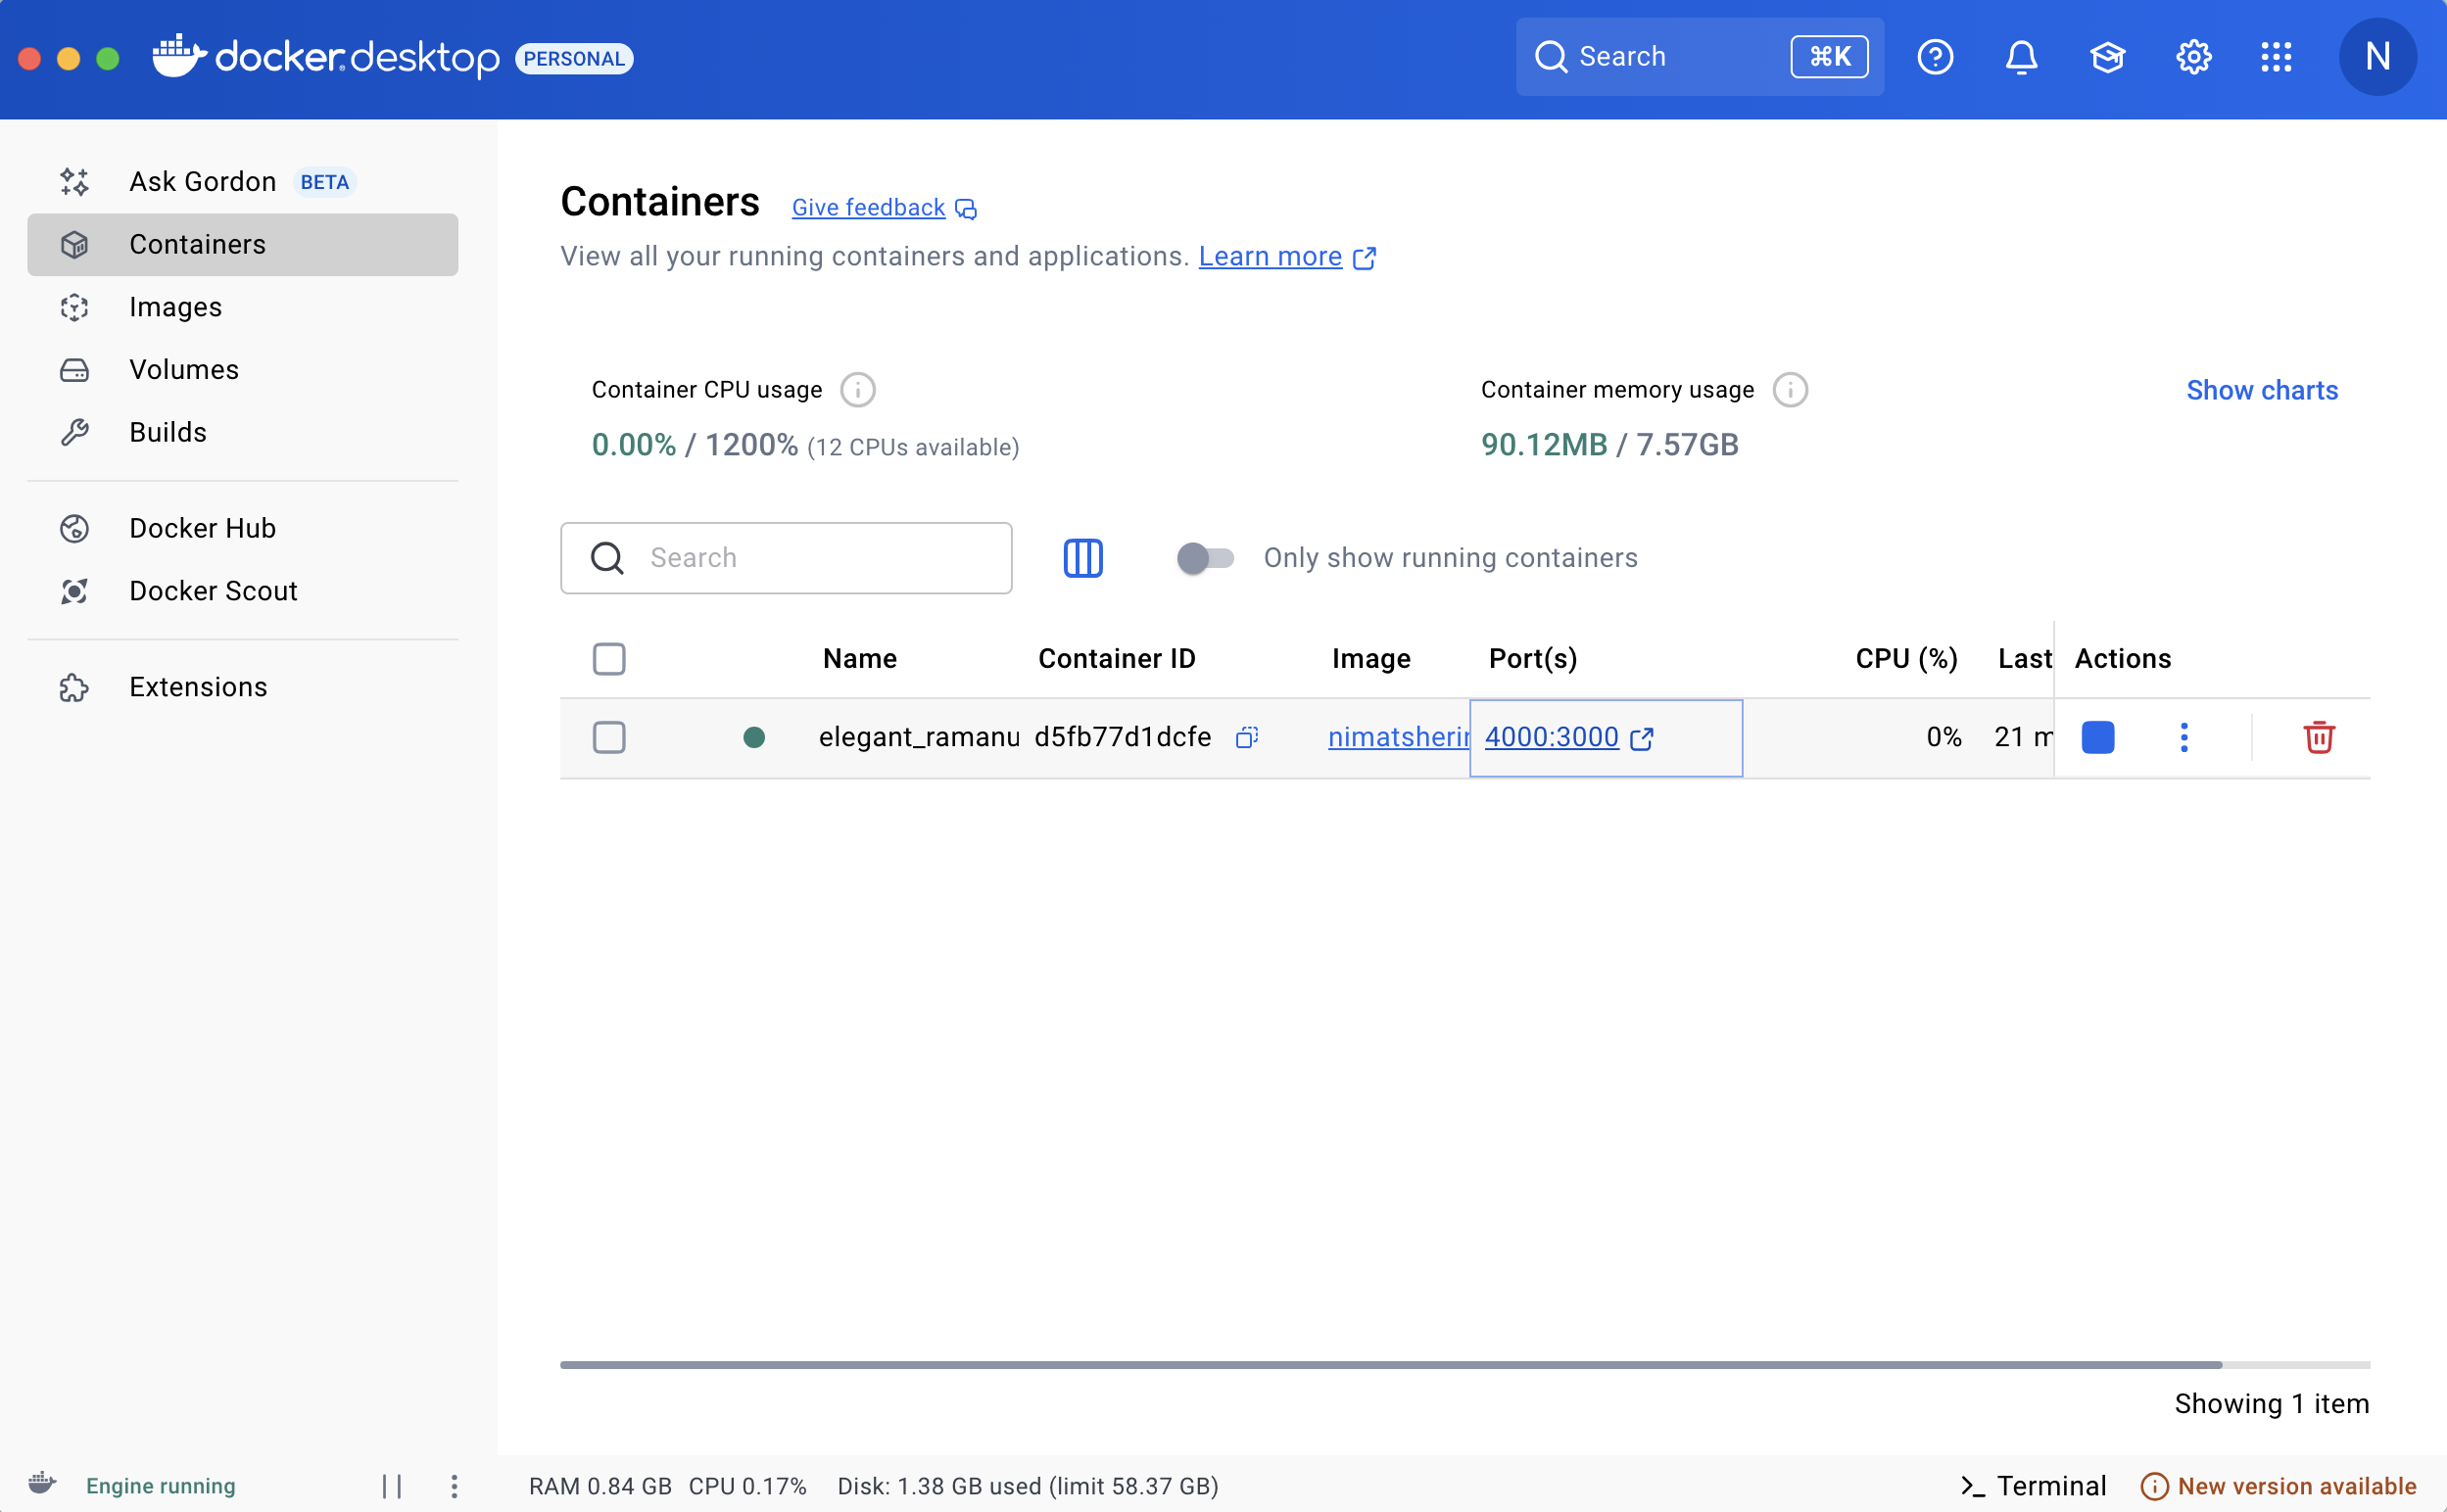 docker desktop PERSONAL
Search ⌘K
N
Ask Gordon BETA
Containers
Images
Volumes
Builds
Docker Hub
Docker Scout
Extensions
Containers Give feedback
View all your running containers and applications. Learn more
Container CPU usage
0.00% / 1200% (12 CPUs available)
Container memory usage
90.12MB / 7.57GB
Show charts
Search
Only show running containers
Name Container ID Image Port(s) CPU (%) Last Actions
elegant_ramanu d5fb77d1dcfe nimatsherin 4000:3000 0% 21 m
Showing 1 item
Engine running
RAM 0.84 GB CPU 0.17% Disk: 1.38 GB used (limit 58.37 GB)
Terminal
New version available